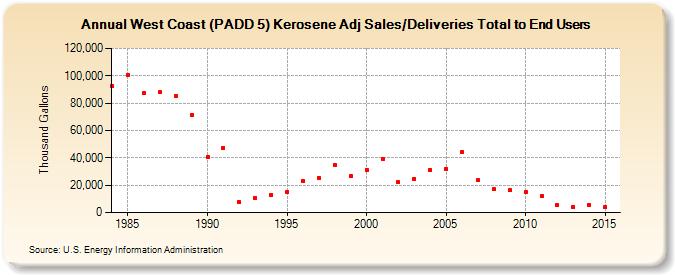 Annual West Coast (PADD 5) Kerosene Adj Sales/Deliveries Total to End Users
Thousand Gallons
120,000
100,000
80,000
60,000
40,000
20,000
0
1985 1990 1995 2000 2005 2010 2015
Source: U.S. Energy Information Administration